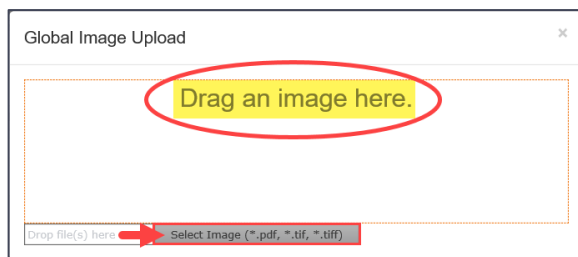 Global Image Upload ×
Drag an image here.
Drop file(s) here Select Image (*.pdf, *.tif, *.tiff)